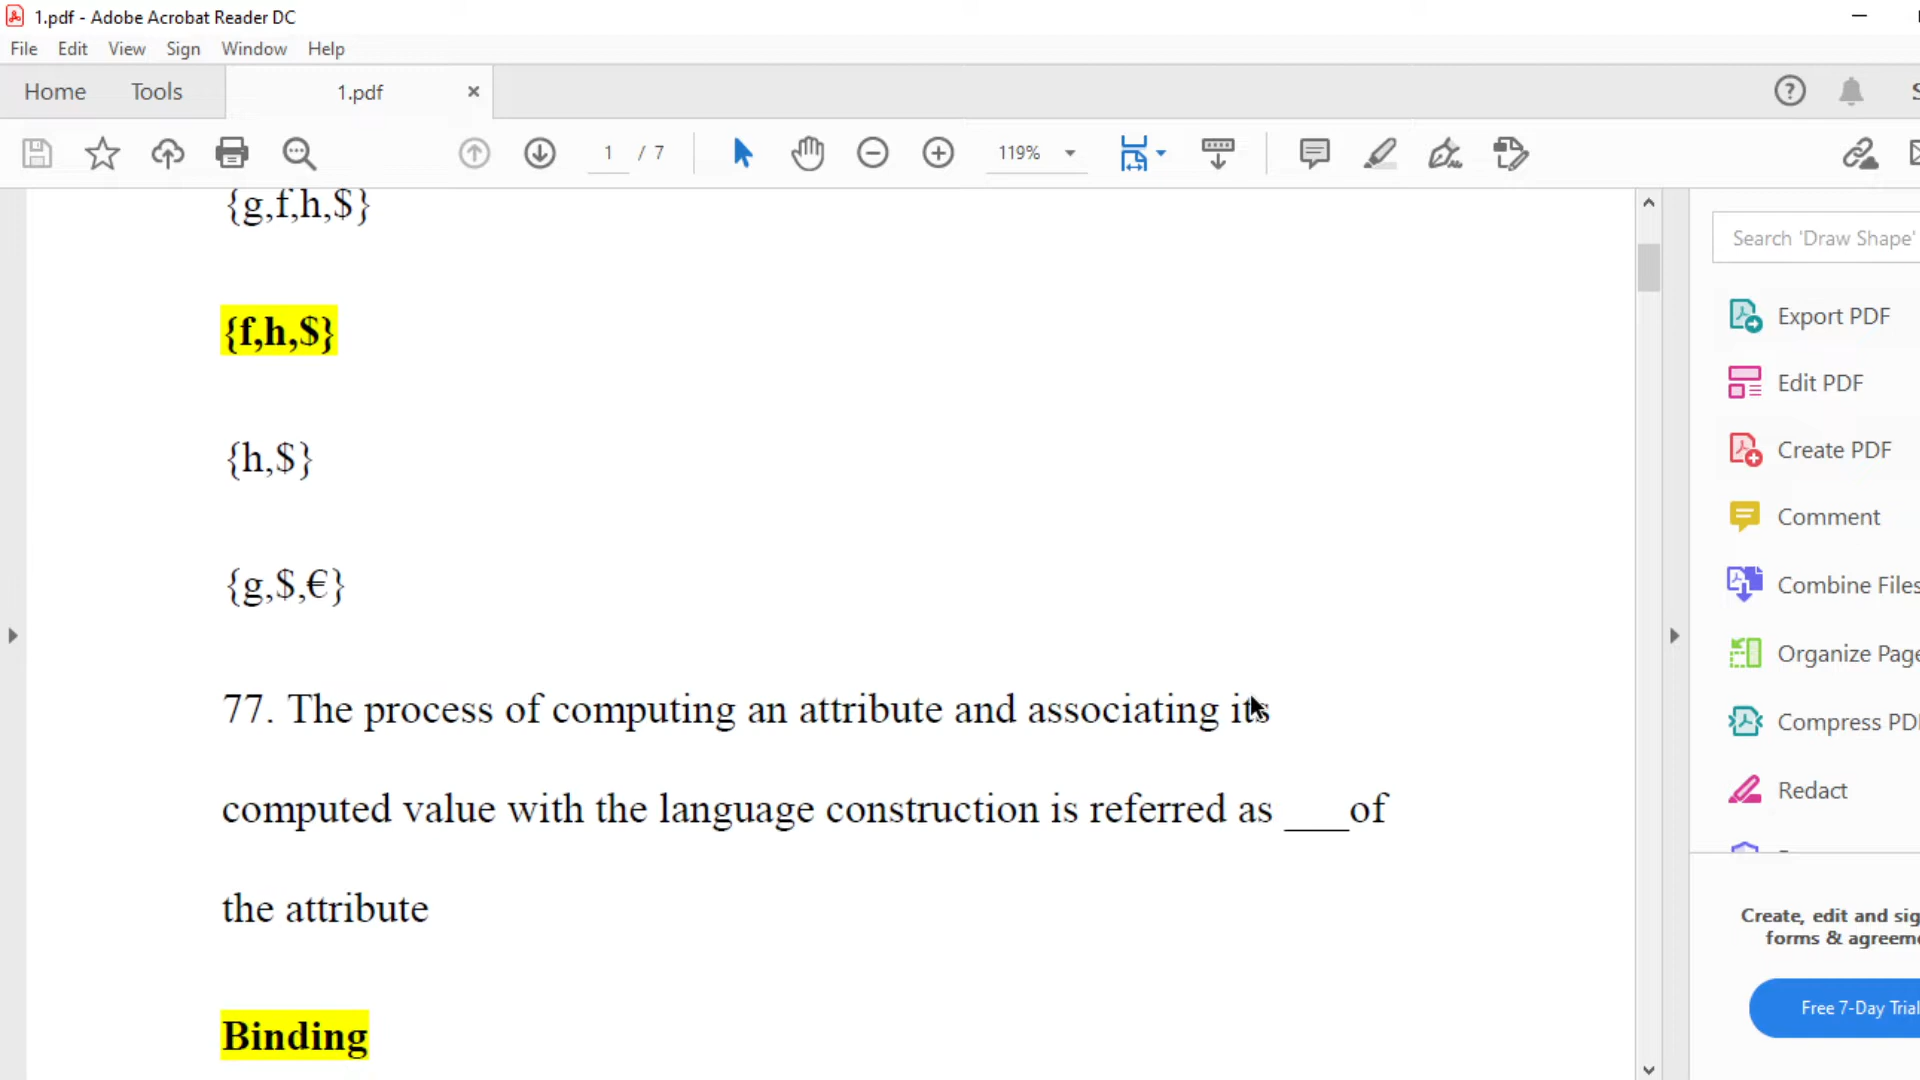 1.pdf - Adobe Acrobat Reader DC
File Edit View Sign Window Help
Home Tools 1.pdf
1 / 7 119%
{g,f,h,$}
{f,h,$}
{h,$}
{g,$,€}
77. The process of computing an attribute and associating its
computed value with the language construction is referred as ___of
the attribute
Binding
Search 'Draw Shape'
Export PDF
Edit PDF
Create PDF
Comment
Combine Files
Organize Page
Compress PDF
Redact
Create, edit and sig
forms & agreeme
Free 7-Day Trial